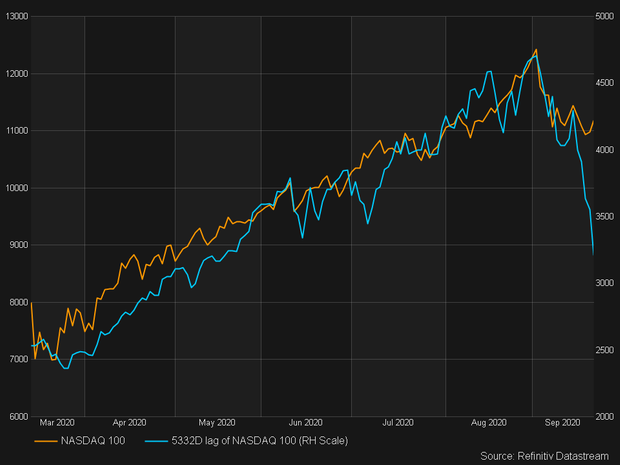 13000 5000
12000 4500
11000 4000
10000 3500
9000 3000
8000 2500
7000 2000
6000
Mar 2020 Apr 2020 May 2020 Jun 2020 Jul 2020 Aug 2020 Sep 2020
NASDAQ 100 5332D lag of NASDAQ 100 (RH Scale)
Source: Refinitiv Datastream